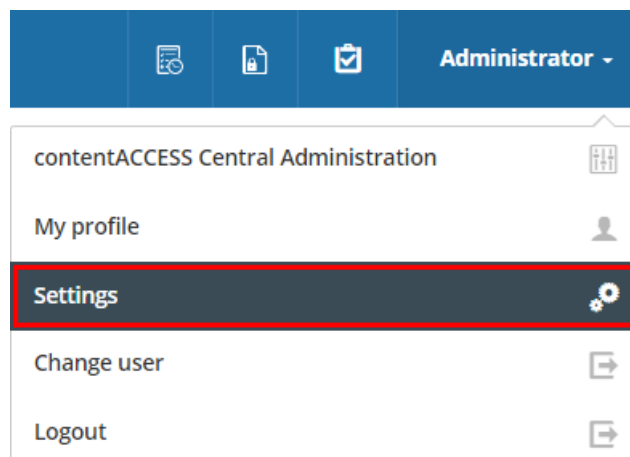 Administrator
contentACCESS Central Administration
My profile
Settings
Change user
Logout